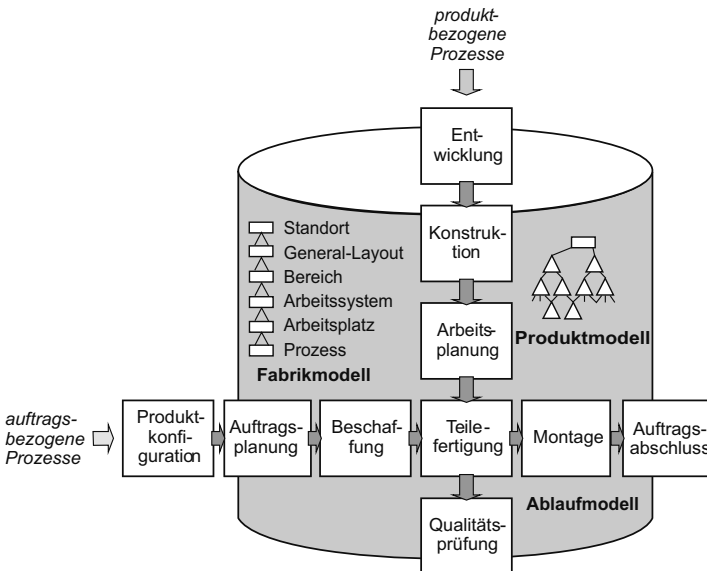 produkt-
bezogene
Prozesse
Ent-
wicklung
Konstruk-
tion
Standort
General-Layout
Bereich
Arbeitssystem
Arbeitsplatz
Prozess
Fabrikmodell
Arbeits-
planung
Produktmodell
auftrags-
bezogene
Prozesse
Produkt-
konfi-
guration
Auftrags-
planung
Beschaf-
fung
Teile-
fertigung
Montage
Auftrags-
abschluss
Ablaufmodell
Qualitäts-
prüfung